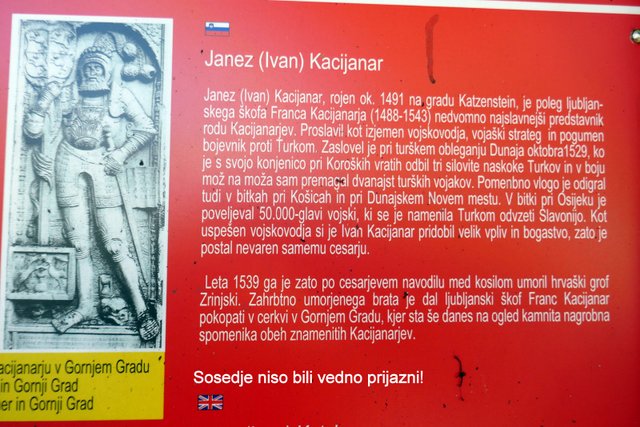 Janez (Ivan) Kacijanar
Janez (Ivan) Kacijanar, rojen ok. 1491 na gradu Katzenstein, je poleg ljubljan-
skega škofa Franca Kacijanarja (1488-1543) nedvomno najslavnejši predstavnik
rodu Kacijanarjev. Proslavil kot izjemen vojskovodja, vojaški strateg in pogumen
bojevnik proti Turkom. Zaslovel je pri turškem obleganju Dunaja oktobra1529, ko
je s svojo konjenico pri Koroških vratih odbil tri silovite naskoke Turkov in v boju
mož na moža sam premagal dvanajst turških vojakov. Pomenbno vlogo je odigral
tudi v bitkah pri Košicah in pri Dunajskem Novem mestu. V bitki pri Osijeku je
poveljeval 50.000-glavi vojski, ki se je namenila Turkom odvzeti Slavonijo. Kot
uspešen vojskovodja si je Ivan Kacijanar pridobil velik vpliv in bogastvo, zato je
postal nevaren samemu cesarju.
Leta 1539 ga je zato po cesarjevem navodilu med kosilom umoril hrvaški grof
Zrinjski. Zahrbtno umorjenega brata je dal ljubljanski škof Franc Kacijanar
pokopati v cerkvi v Gornjem Gradu, kjer sta še danes na ogled kamnita nagrobna
spomenika obeh znamenitih Kacijanarjev.
acijanarju v Gornjem Gradu
in Gornji Grad
er in Gornji Grad
Sosedje niso bili vedno prijazni!